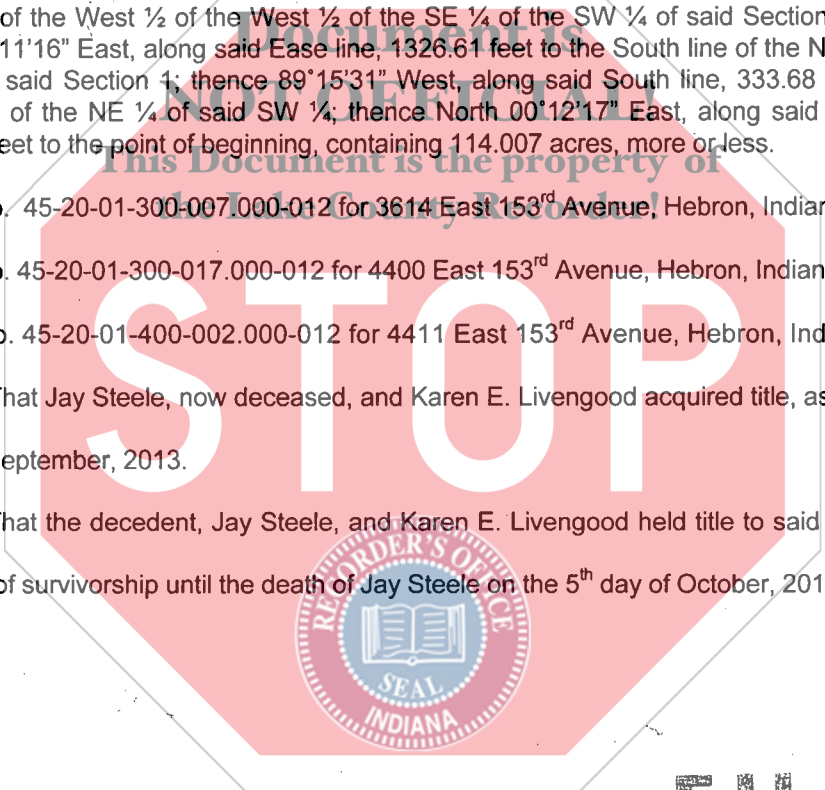 of the West ½ of the West ½ of the SE ¼ of the SW ¼ of said Section
Document is
11'16" East, along said Ease line, 1326.61 feet to the South line of the N
said Section 1; thence 89°15'31" West, along said South line, 333.68
NOT OFFICIAL!
of the NE ¼ of said SW ¼; thence North 00°12'17" East, along said
eet to the point of beginning, containing 114.007 acres, more or less.
This Document is the property of
the Lake County Recorder!
45-20-01-300-007.000-012 for 3614 East 153rd Avenue, Hebron, Indian
45-20-01-300-017.000-012 for 4400 East 153rd Avenue, Hebron, Indian
45-20-01-400-002.000-012 for 4411 East 153rd Avenue, Hebron, Ind
STOP
hat Jay Steele, now deceased, and Karen E. Livengood acquired title, as
eptember, 2013.
hat the decedent, Jay Steele, and Karen E. Livengood held title to said
of survivorship until the death of Jay Steele on the 5th day of October, 201
RECORDER'S OFFICE
SEAL
INDIANA